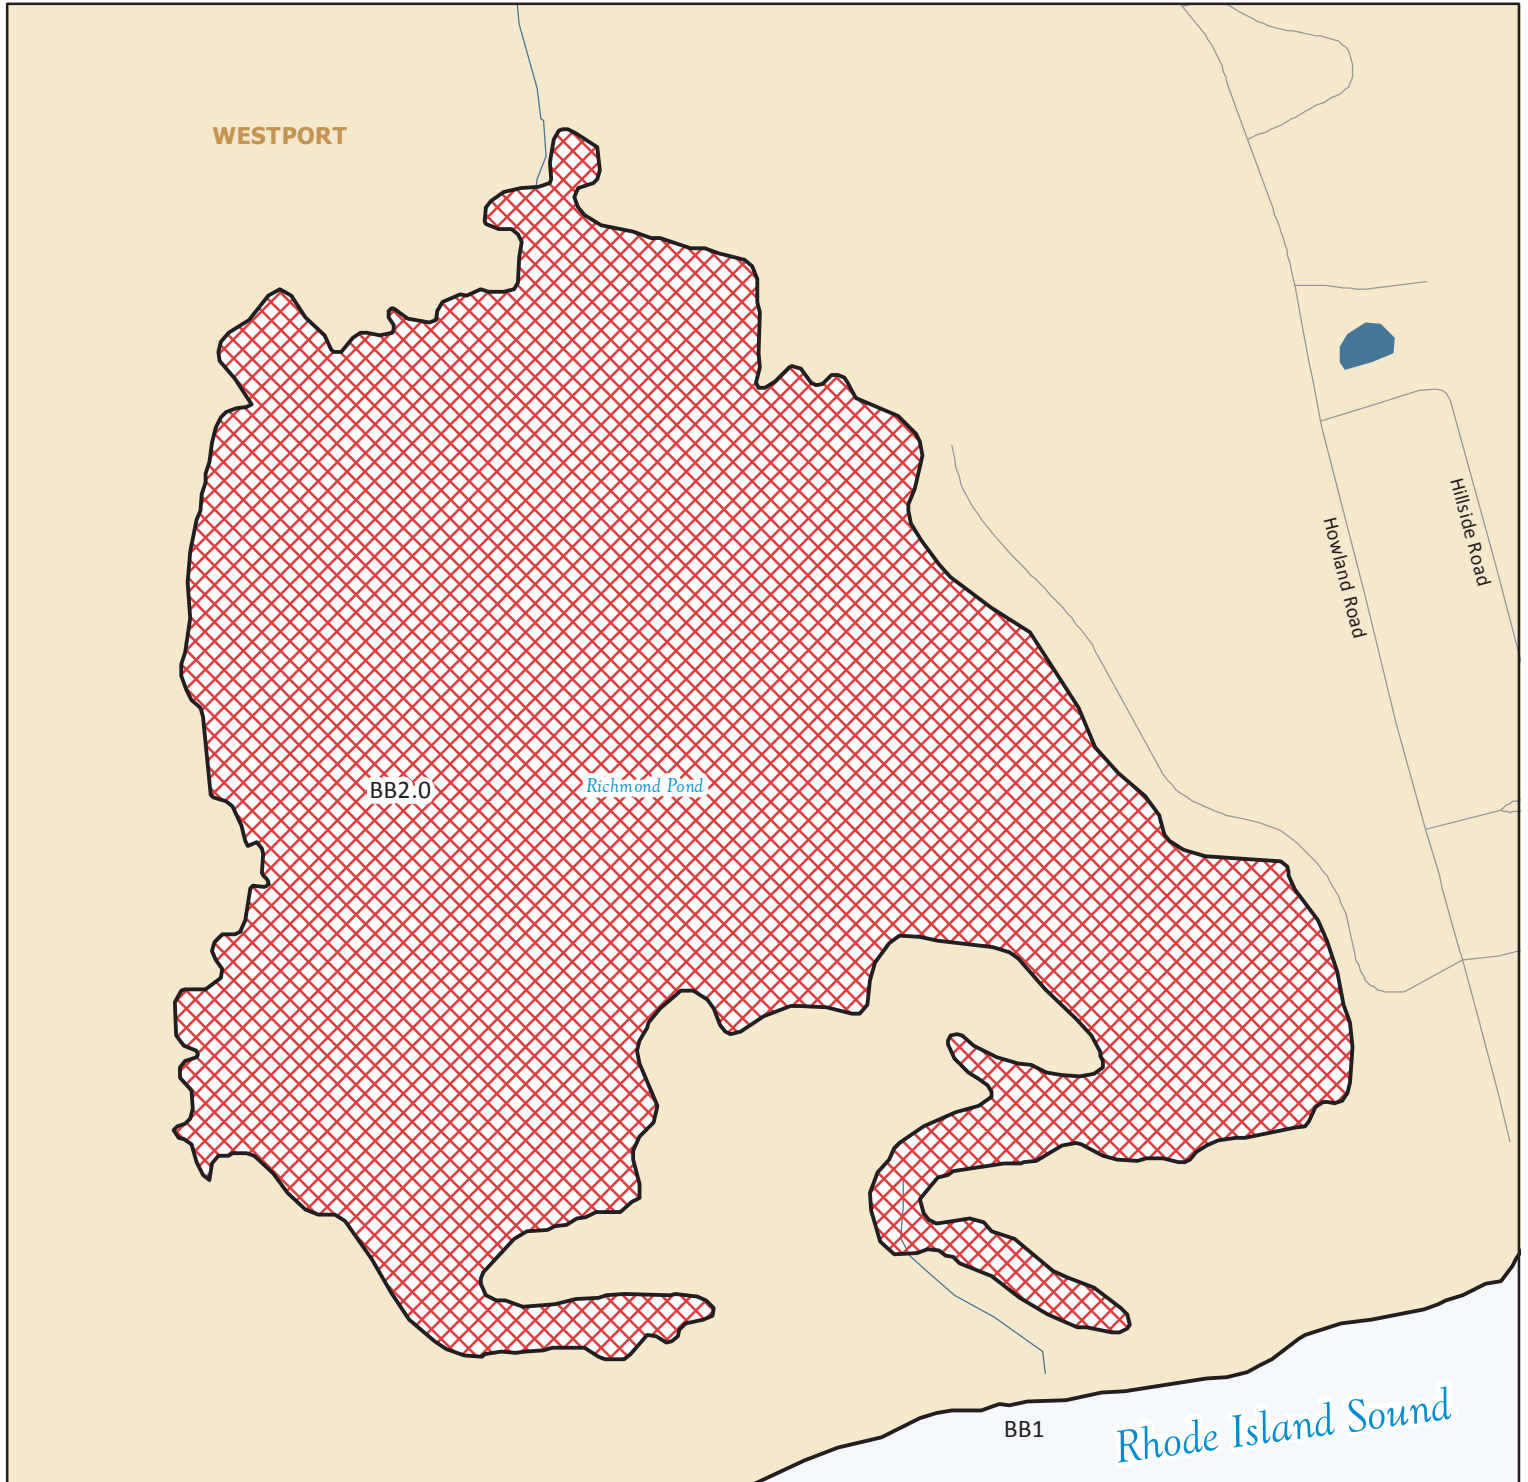 WESTPORT
Hillside Road
Howland Road
BB2.0
Richmond Pond
BB1
Rhode Island Sound